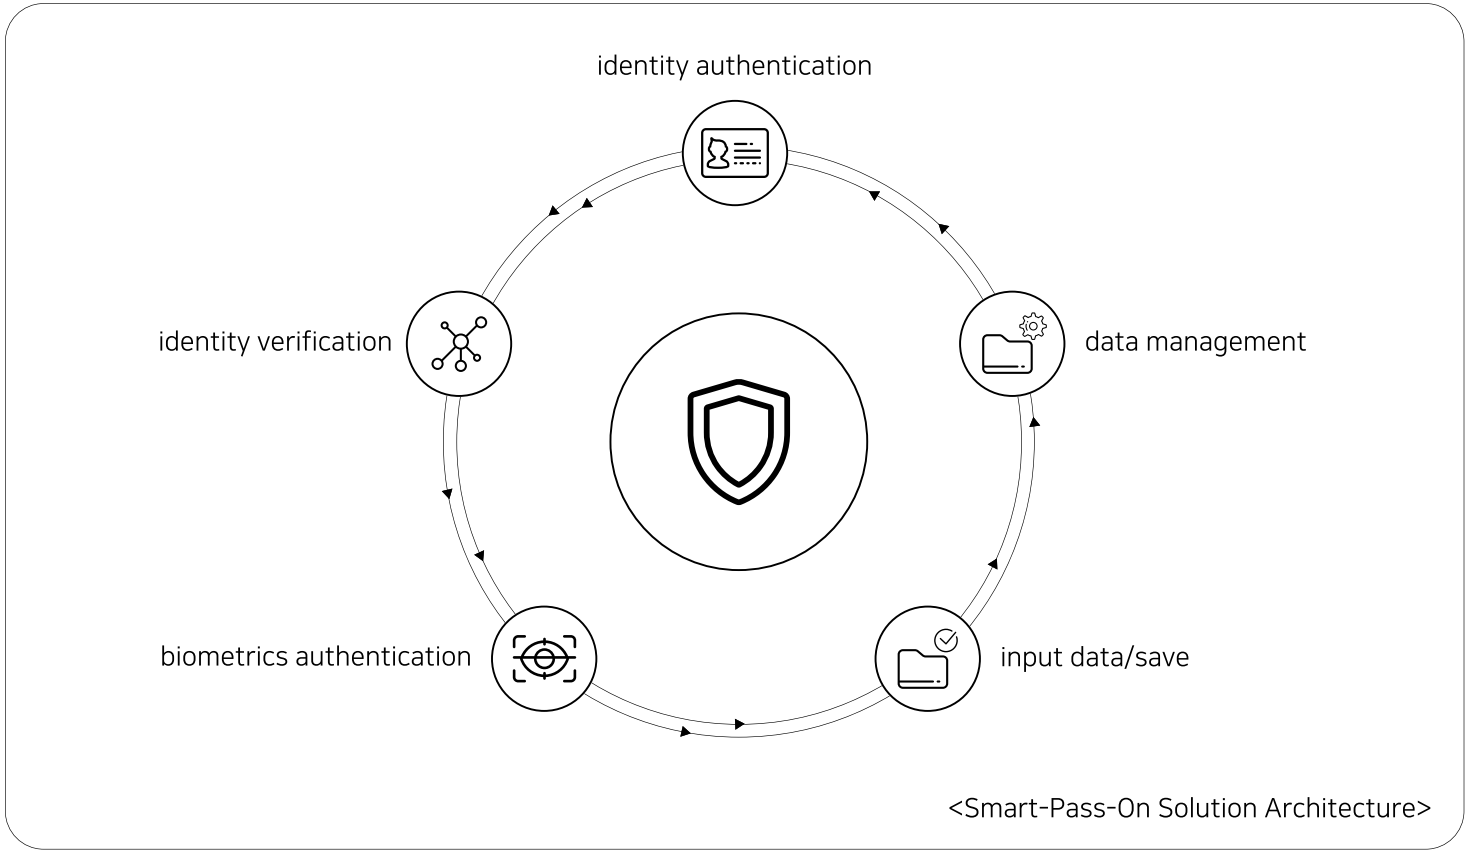 identity authentication
identity verification
data management
biometrics authentication
input data/save
<Smart-Pass-On Solution Architecture>